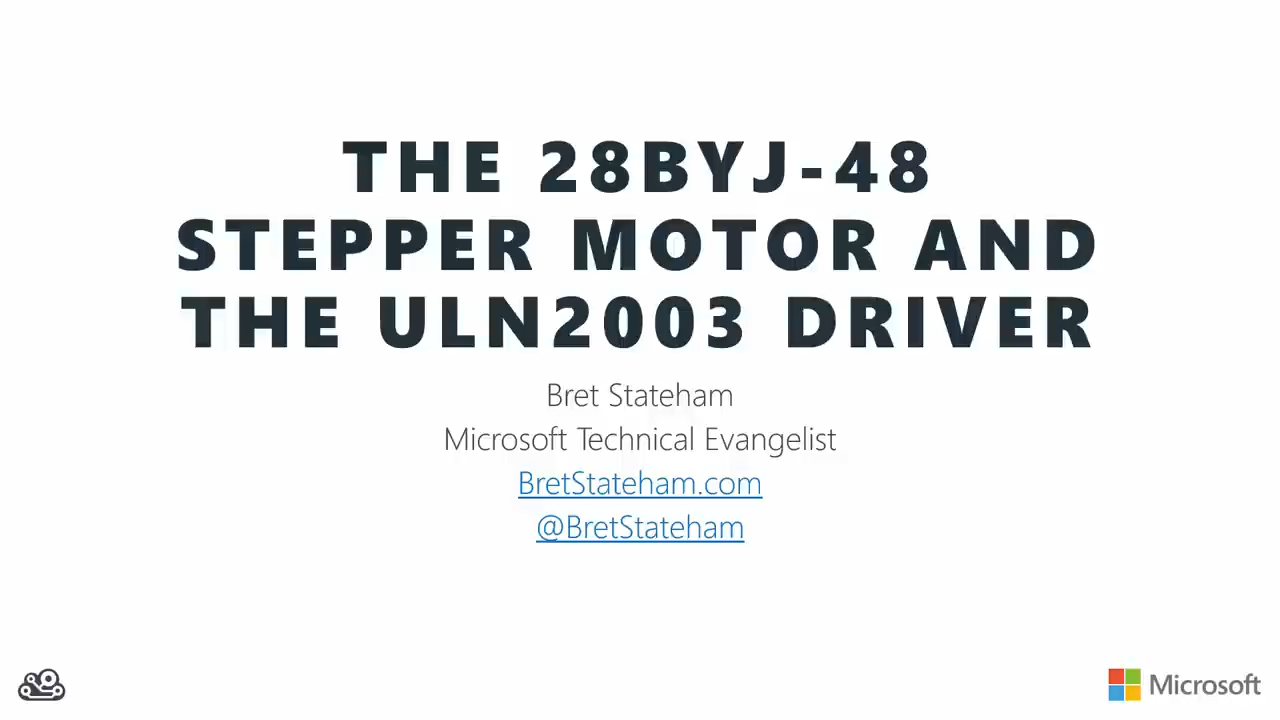 THE 28BYJ-48
STEPPER MOTOR AND
THE ULN2003 DRIVER
Bret Stateham
Microsoft Technical Evangelist
BretStateham.com
@BretStateham
Microsoft